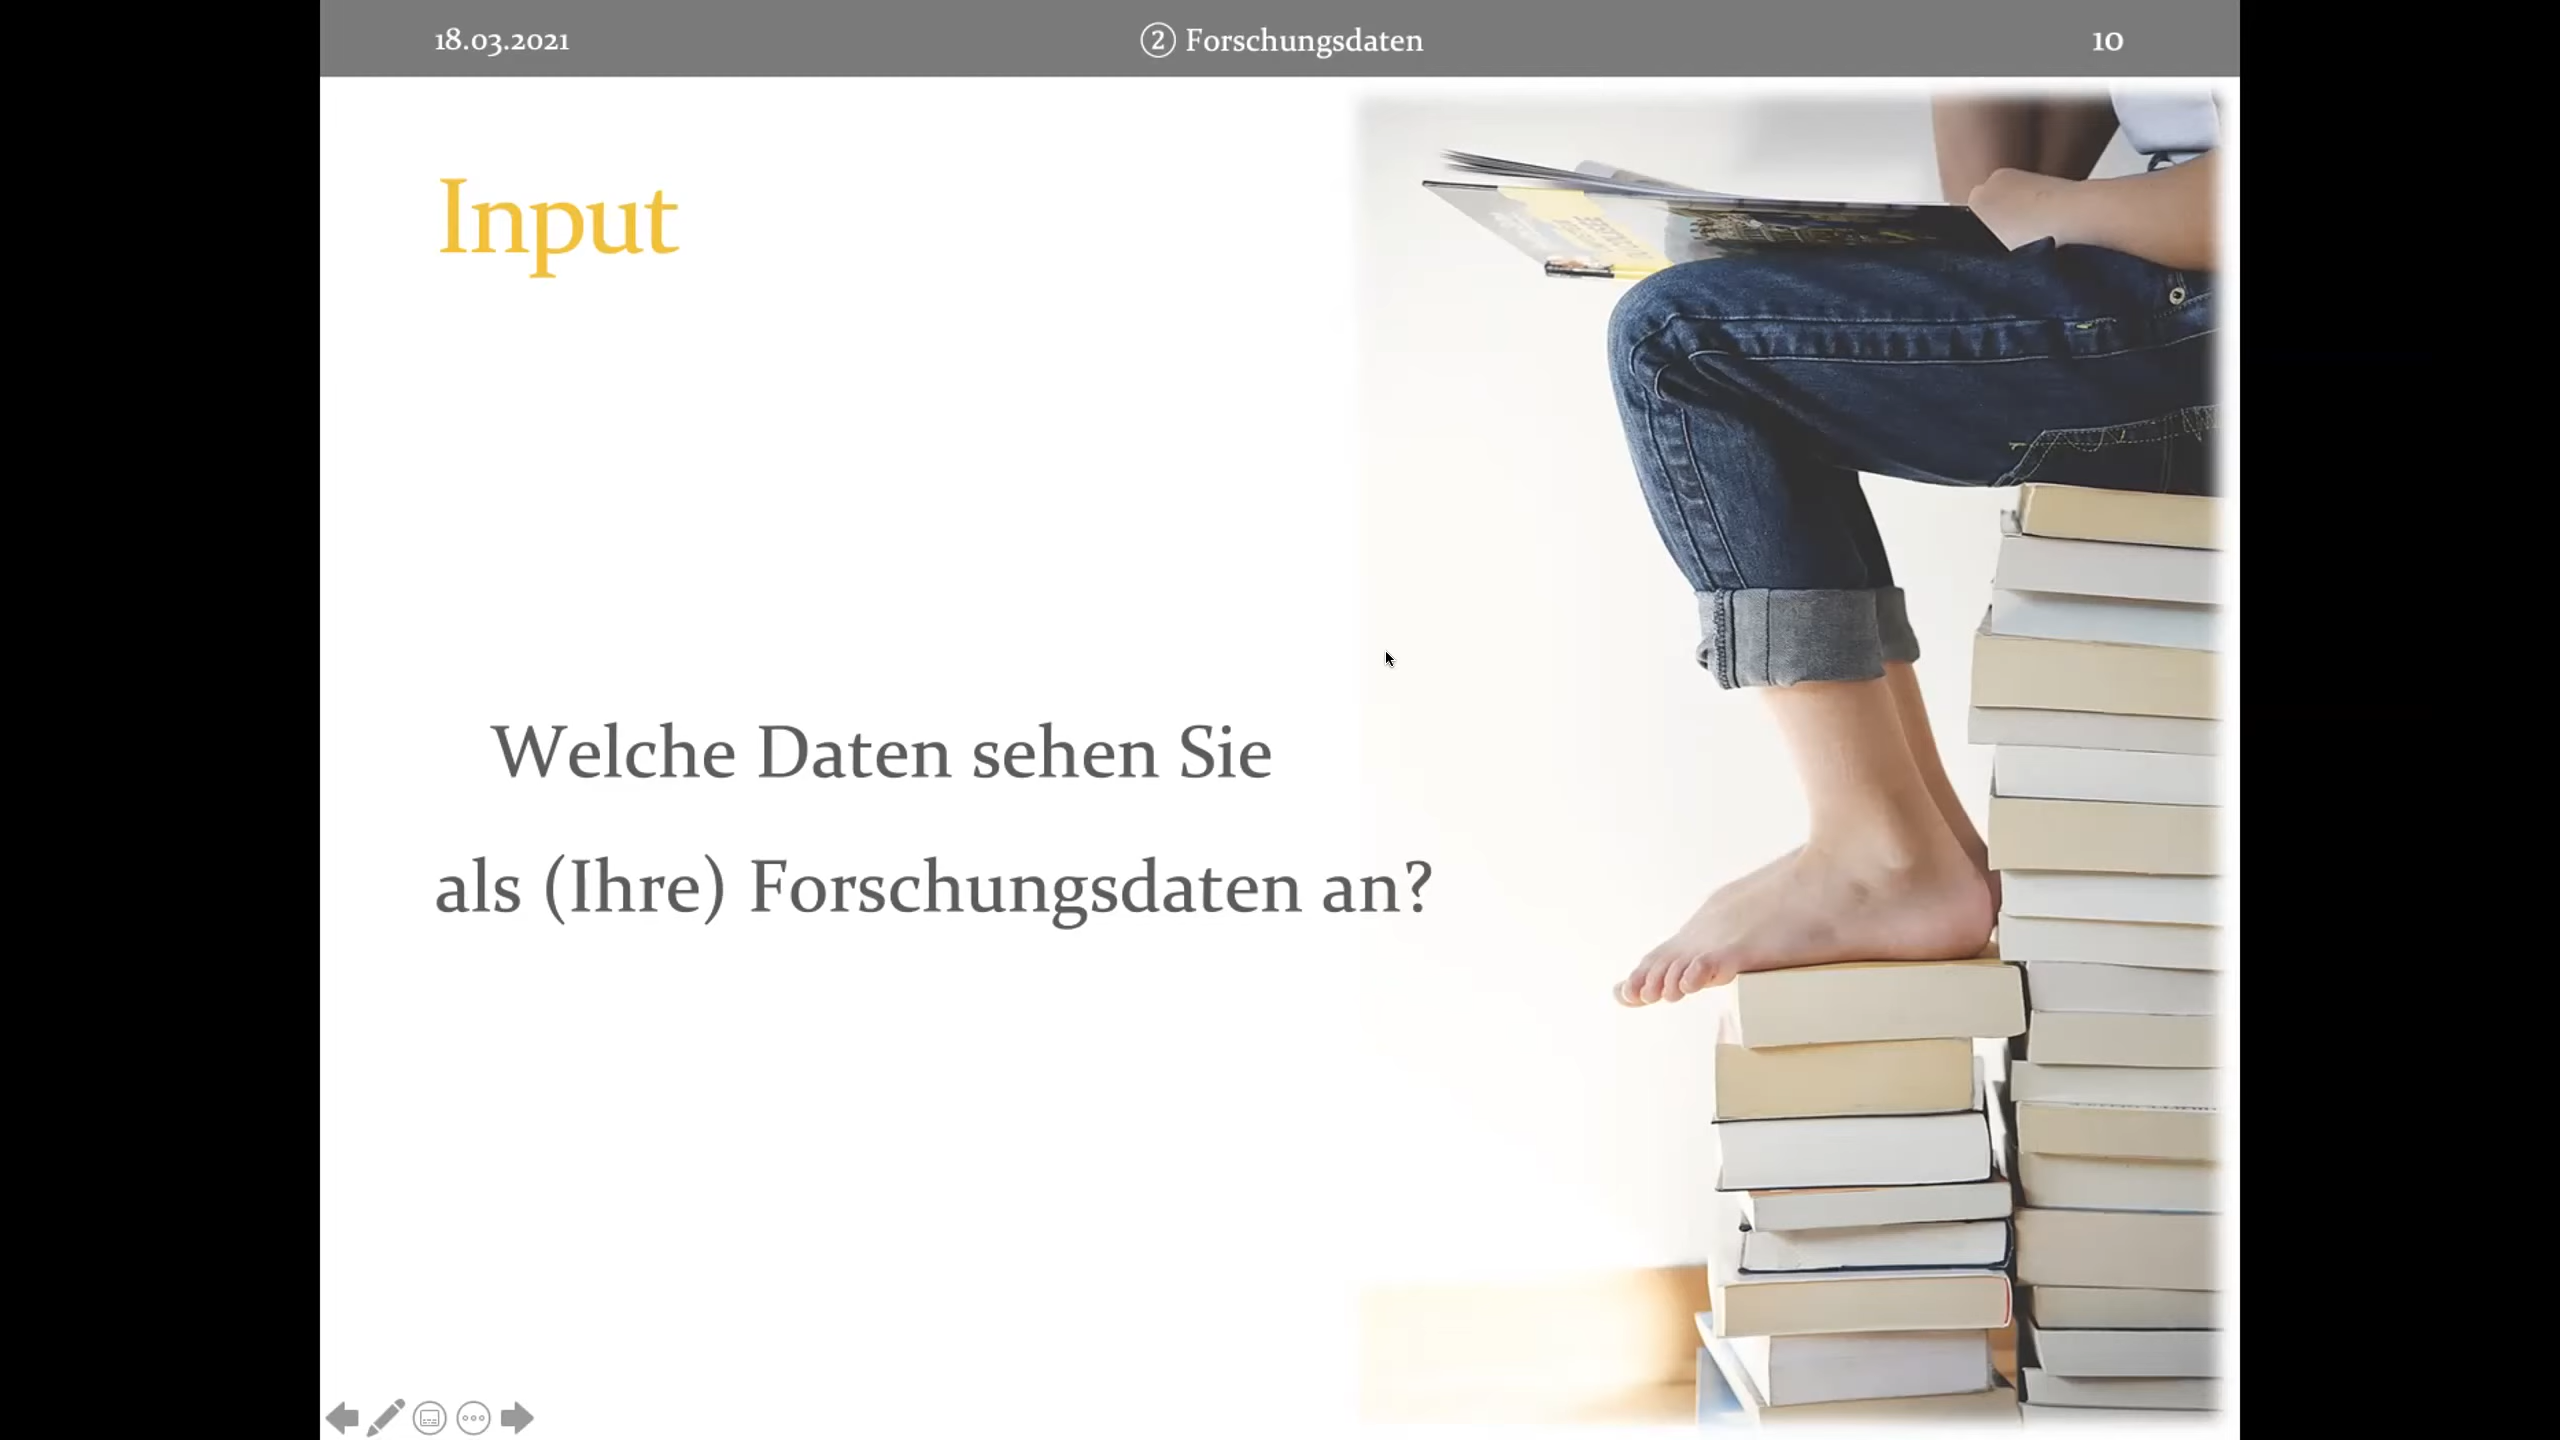 18.03.2021
② Forschungsdaten
10
Input
Welche Daten sehen Sie
als (Ihre) Forschungsdaten an?